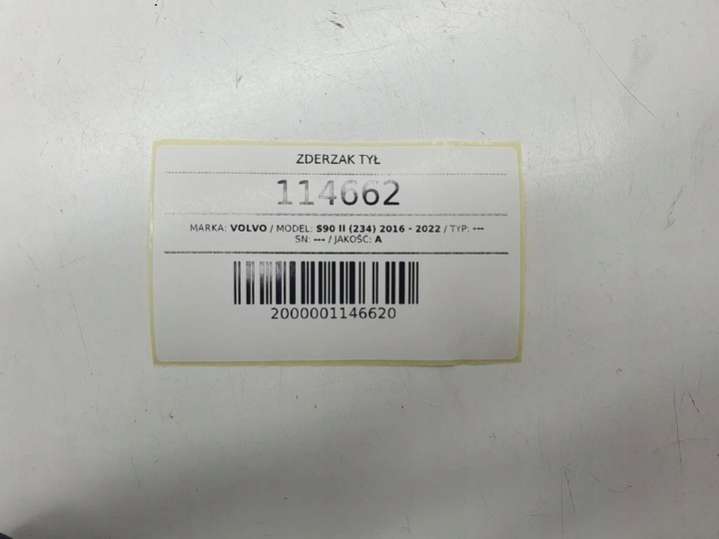 ZDERZAK TYŁ
114662
MARKA: VOLVO / MODEL: S90 II (234) 2016 - 2022 / TYP: ---
SN: --- / JAKOŚĆ: A
2000001146620